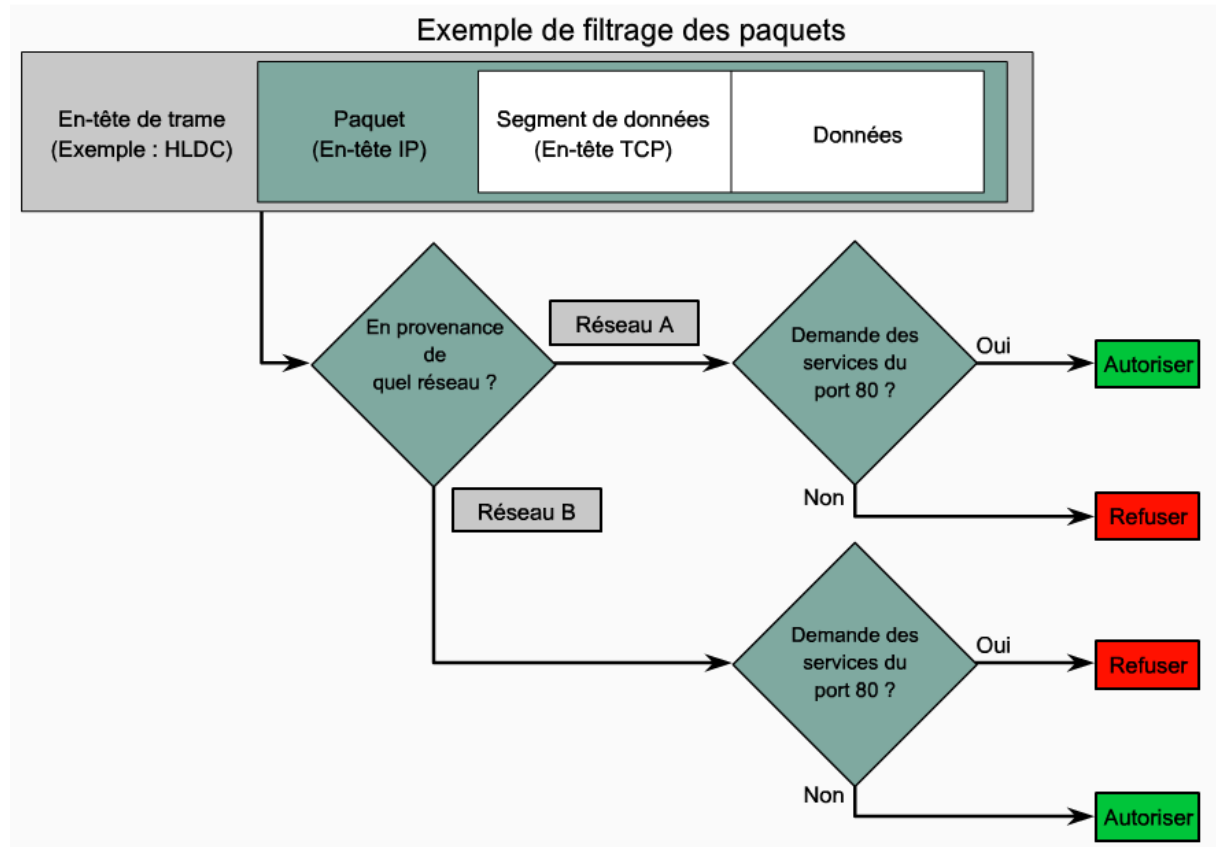 Exemple de filtrage des paquets
En-tête de trame
(Exemple : HLDC)
Paquet
(En-tête IP)
Segment de données
(En-tête TCP)
Données
En provenance
de
quel réseau ?
Réseau A
Demande des
services du
port 80 ?
Oui
Autoriser
Non
Refuser
Réseau B
Demande des
services du
port 80 ?
Oui
Refuser
Non
Autoriser